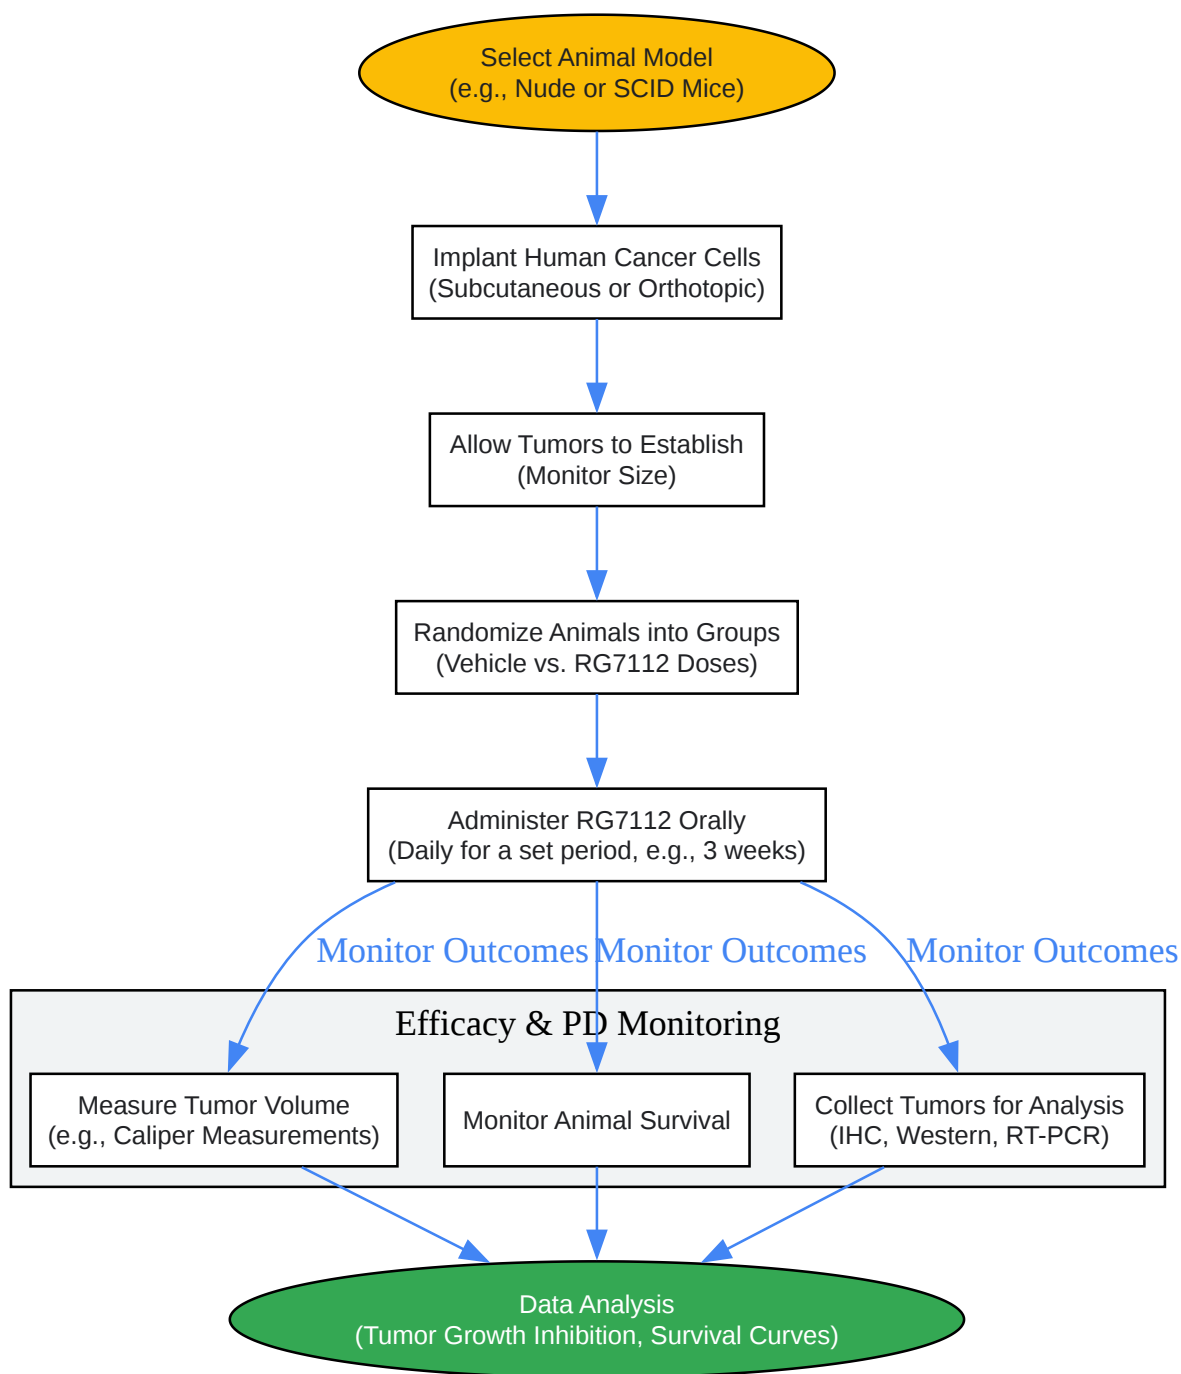 Select Animal Model
(e.g., Nude or SCID Mice)
Implant Human Cancer Cells
(Subcutaneous or Orthotopic)
Allow Tumors to Establish
(Monitor Size)
Randomize Animals into Groups
(Vehicle vs. RG7112 Doses)
Administer RG7112 Orally
(Daily for a set period, e.g., 3 weeks)
Monitor Outcomes
Monitor Outcomes
Monitor Outcomes
Efficacy & PD Monitoring
Measure Tumor Volume
(e.g., Caliper Measurements)
Monitor Animal Survival
Collect Tumors for Analysis
(IHC, Western, RT-PCR)
Data Analysis
(Tumor Growth Inhibition, Survival Curves)